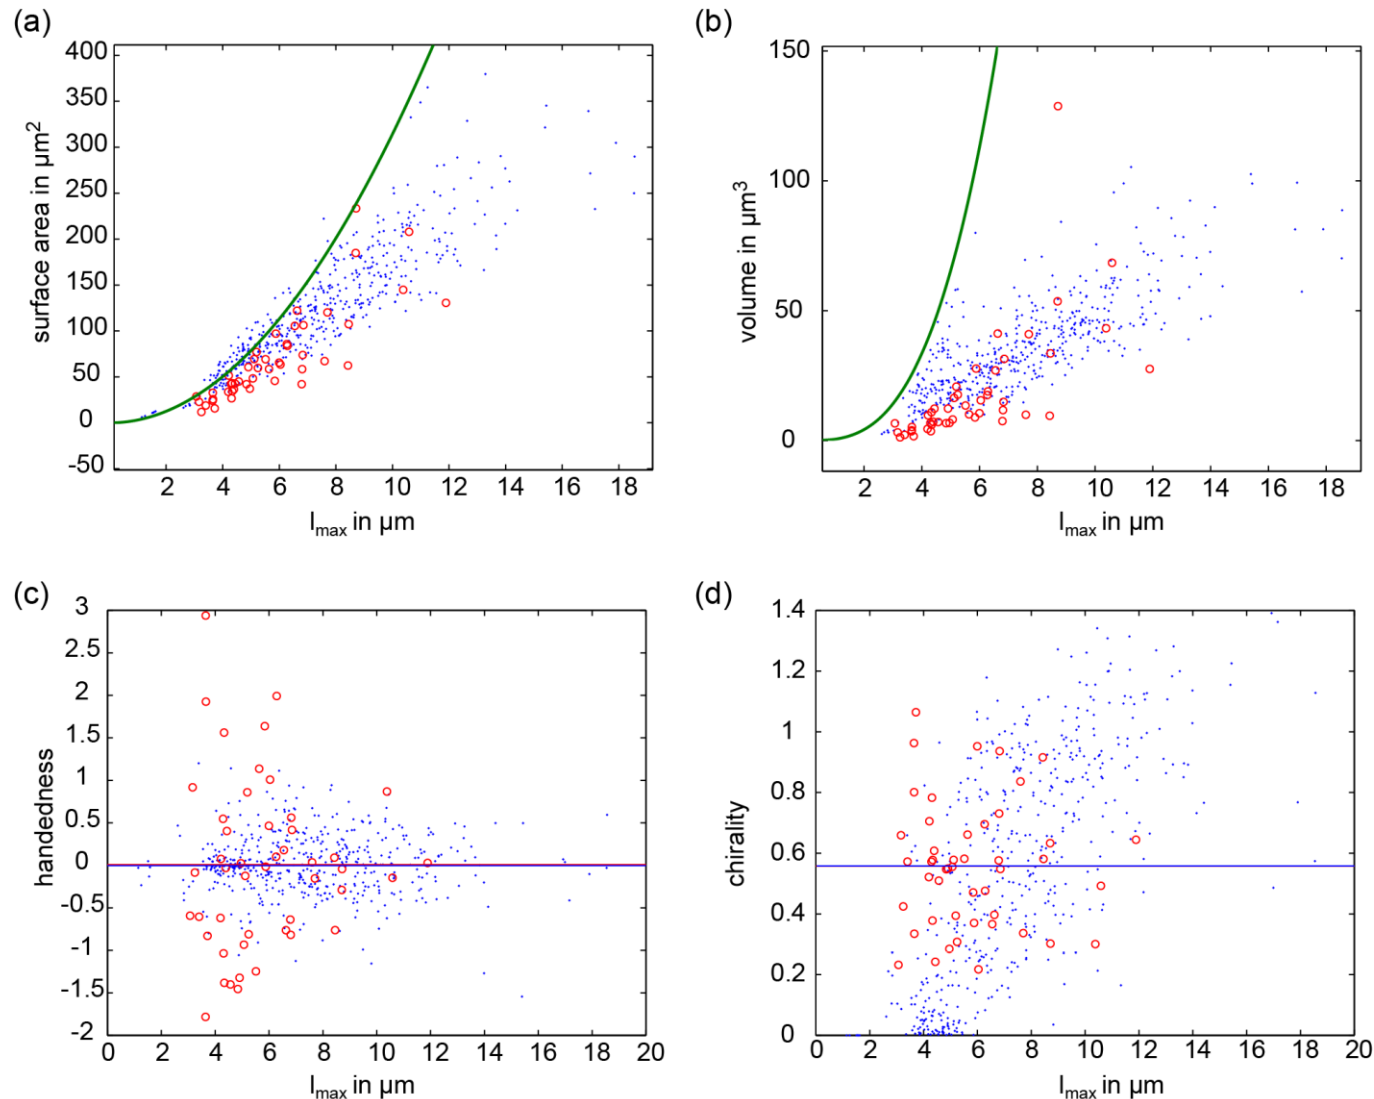 (a)
400
350
300
250
200
150
100
50
0
-50
surface area in µm²
2 4 6 8 10 12 14 16 18
l_max in µm
(b)
150
100
50
0
volume in µm³
2 4 6 8 10 12 14 16 18
l_max in µm
(c)
3
2.5
2
1.5
1
0.5
0
-0.5
-1
-1.5
-2
handedness
0 2 4 6 8 10 12 14 16 18 20
l_max in µm
(d)
1.4
1.2
1
0.8
0.6
0.4
0.2
0
chirality
0 2 4 6 8 10 12 14 16 18 20
l_max in µm